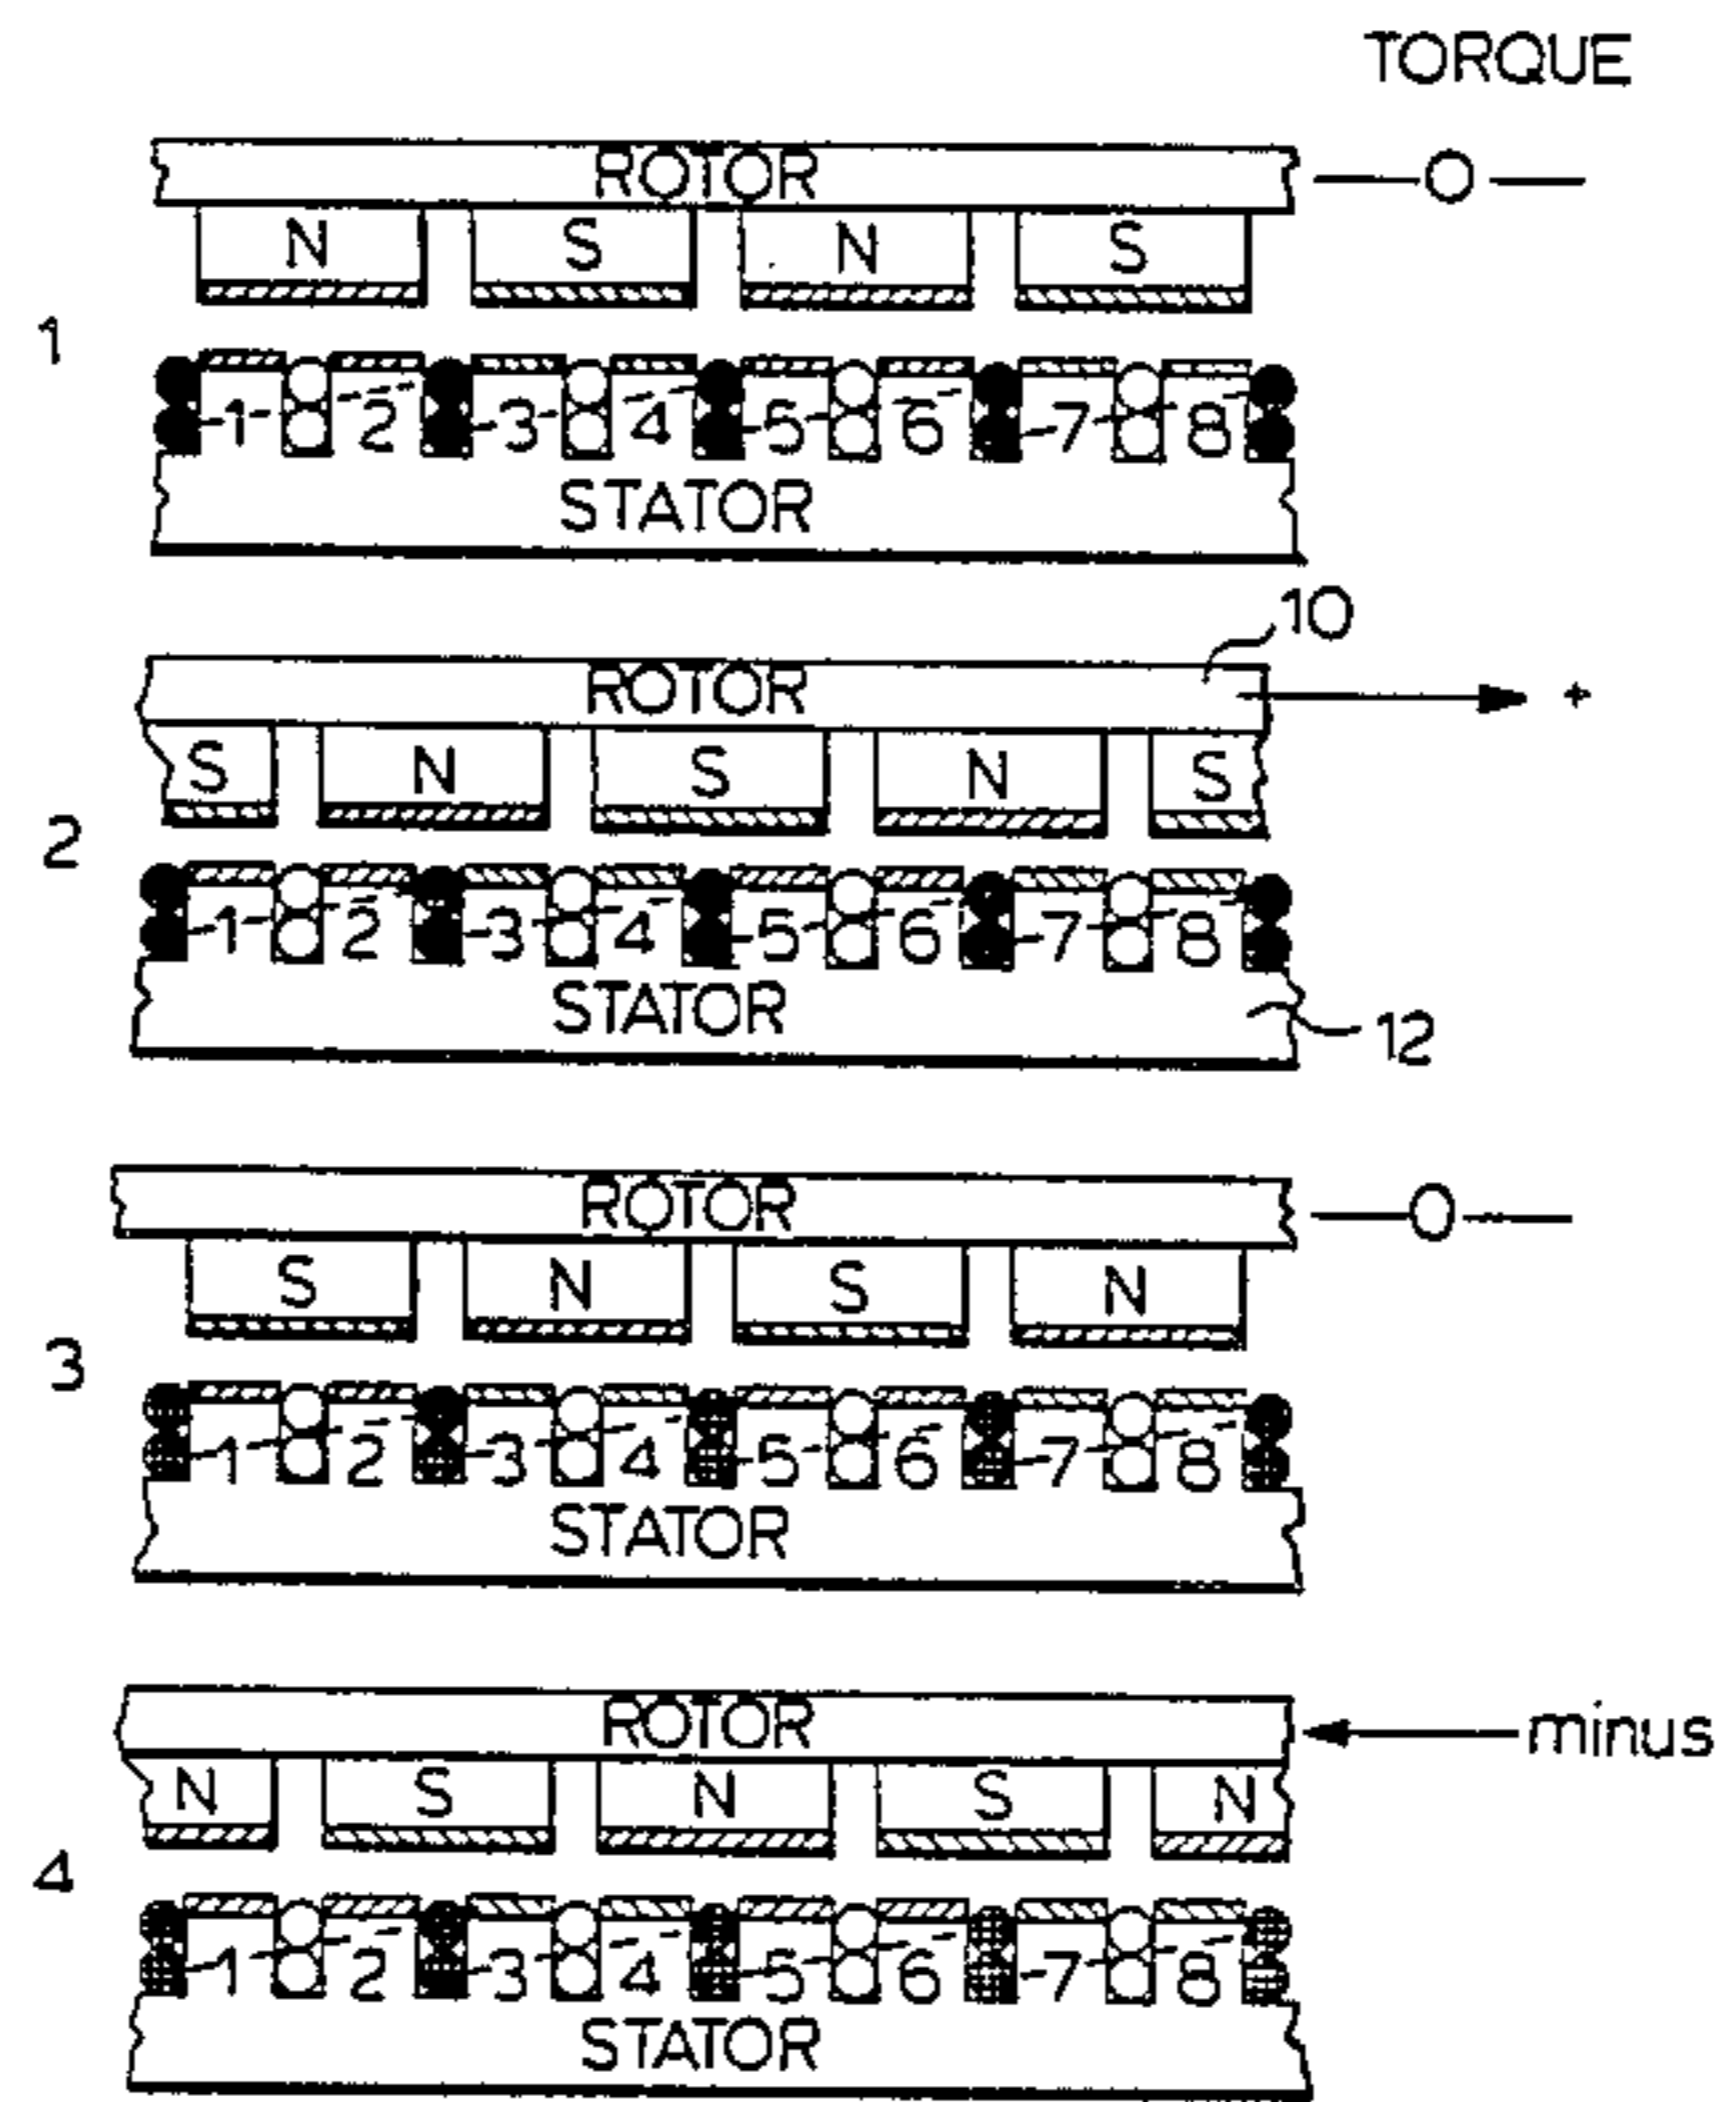 TORQUE
ROTOR O
N S N S
1
1 2 3 4 5 6 7 8
STATOR
10
ROTOR +
S N S N S
2
1 2 3 4 5 6 7 8
STATOR
12
ROTOR O
S N S N
3
1 2 3 4 5 6 7 8
STATOR
ROTOR minus
N S N S N
4
1 2 3 4 5 6 7 8
STATOR